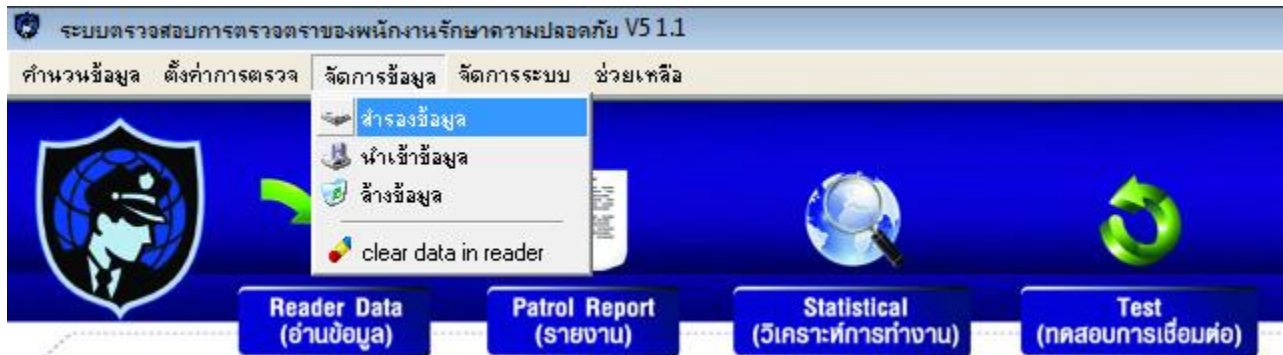 ระบบตรวจสอบการตรวจตราของพนักงานรักษาความปลอดภัย V5 1.1
คำนวนข้อมูล ตั้งค่าการตรวจ จัดการข้อมูล จัดการระบบ ช่วยเหลือ
สำรองข้อมูล
นำเข้าข้อมูล
ล้างข้อมูล
clear data in reader
Reader Data Patrol Report Statistical Test
(อ่านข้อมูล) (รายงาน) (วิเคราะห์การทำงาน) (ทดสอบการเชื่อมต่อ)